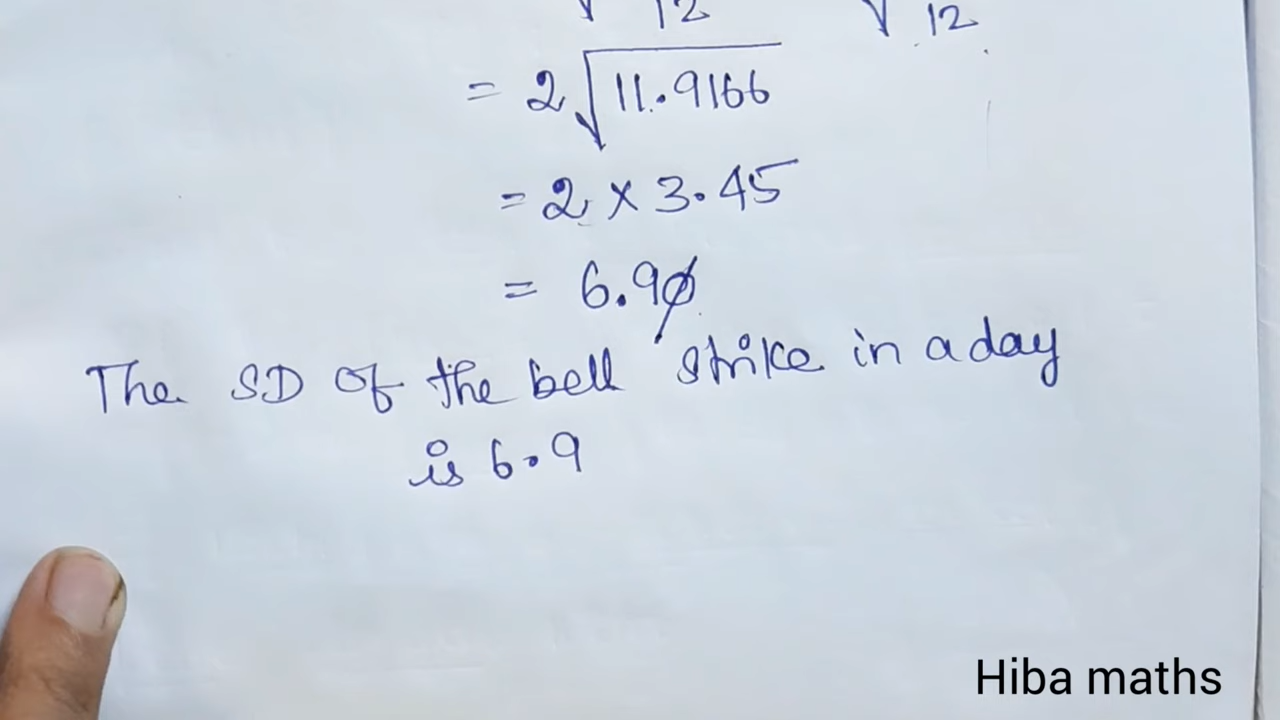 √ 12 √ 12
= 2√11.9166
= 2 × 3.45
= 6.90
The SD of the bell strike in a day
is 6.9
Hiba maths